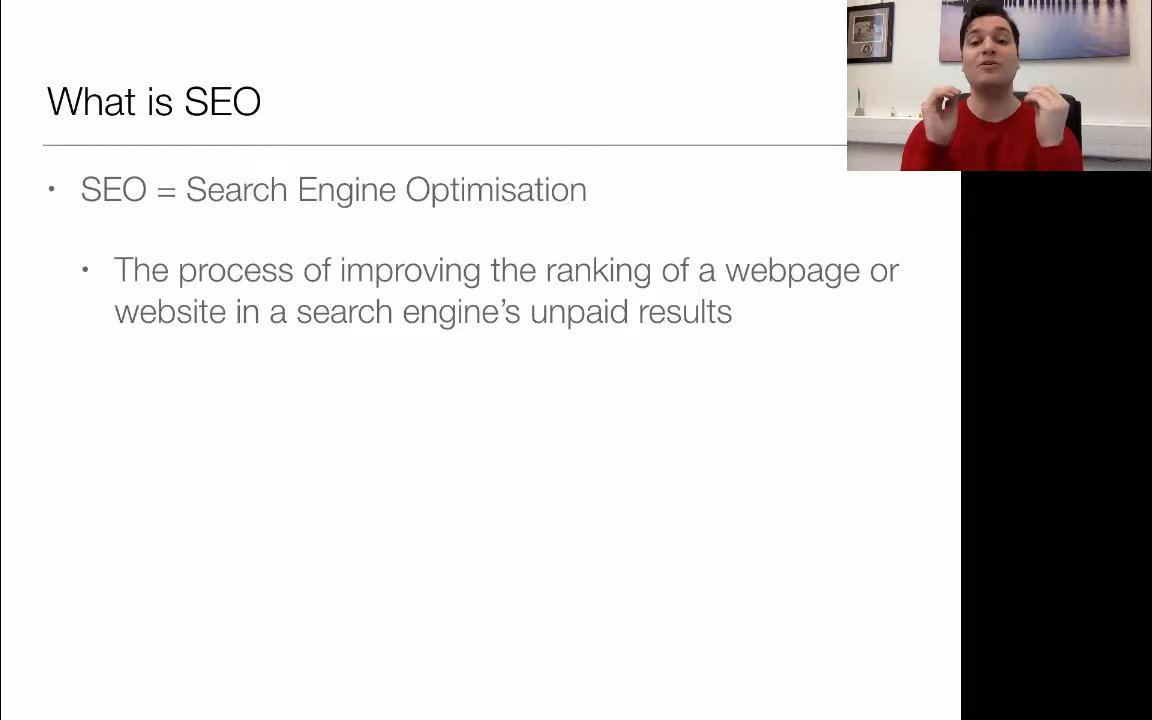 What is SEO
• SEO = Search Engine Optimisation
• The process of improving the ranking of a webpage or
website in a search engine’s unpaid results